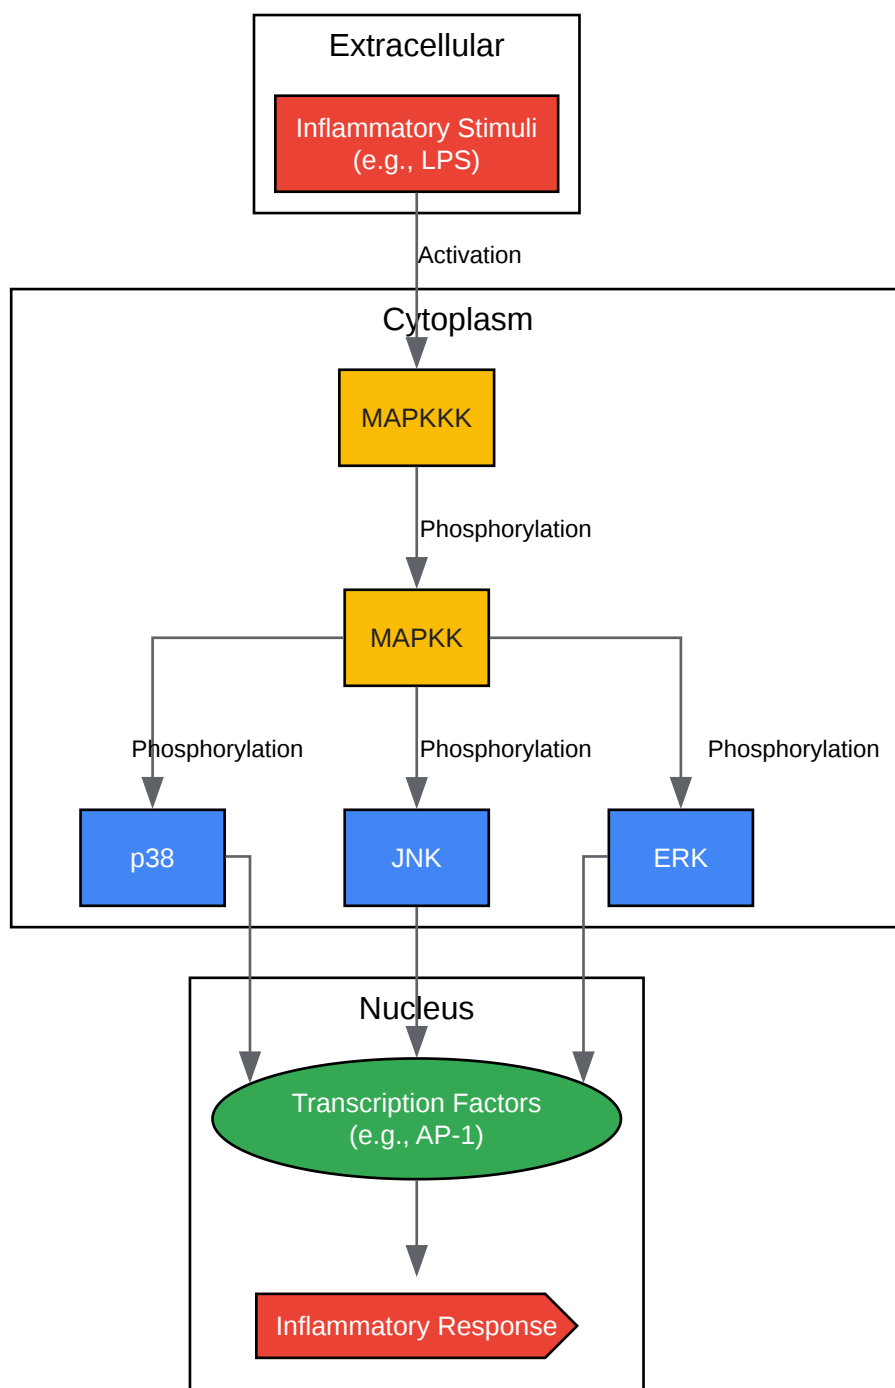 Extracellular
Inflammatory Stimuli
(e.g., LPS)
Activation
Cytoplasm
MAPKKK
Phosphorylation
MAPKK
Phosphorylation
Phosphorylation
Phosphorylation
p38
JNK
ERK
Nucleus
Transcription Factors
(e.g., AP-1)
Inflammatory Response